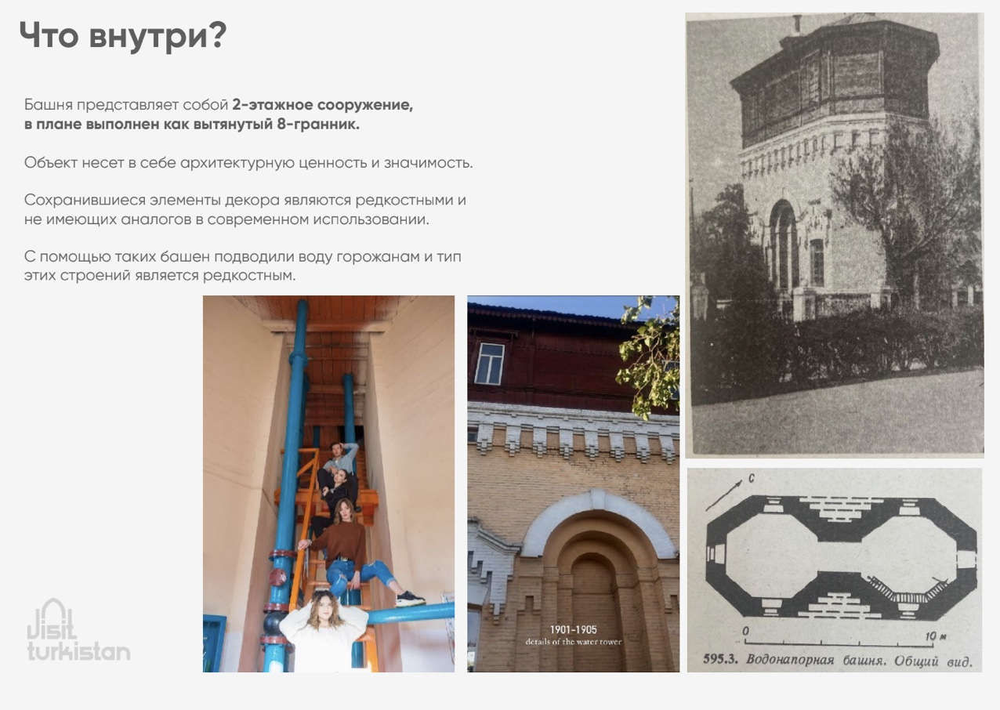 Что внутри?
Башня представляет собой 2-этажное сооружение,
в плане выполнен как вытянутый 8-гранник.
Объект несет в себе архитектурную ценность и значимость.
Сохранившиеся элементы декора являются редкостными и
не имеющих аналогов в современном использовании.
С помощью таких башен подводили воду горожанам и тип
этих строений является редкостным.
1901-1905
details of the water tower
С
0
10 м
595.3. Водонапорная башня. Общий вид.
visit
turkistan